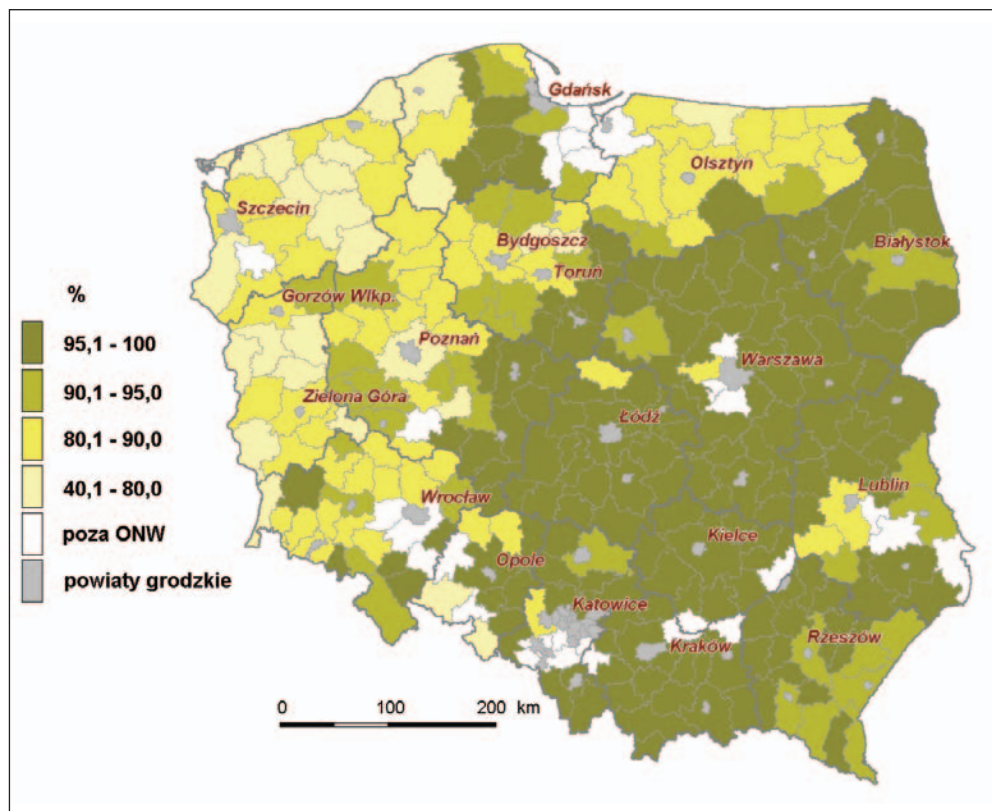 Gdańsk
Olsztyn
Szczecin
Białystok
Bydgoszcz
Toruń
Gorzów Wlkp.
%
95,1 - 100
90,1 - 95,0
80,1 - 90,0
40,1 - 80,0
poza ONW
powiaty grodzkie
Poznań
Warszawa
Zielona Góra
Łódź
Wrocław
Lublin
Kielce
Opole
Katowice
Kraków
Rzeszów
0 100 200 km